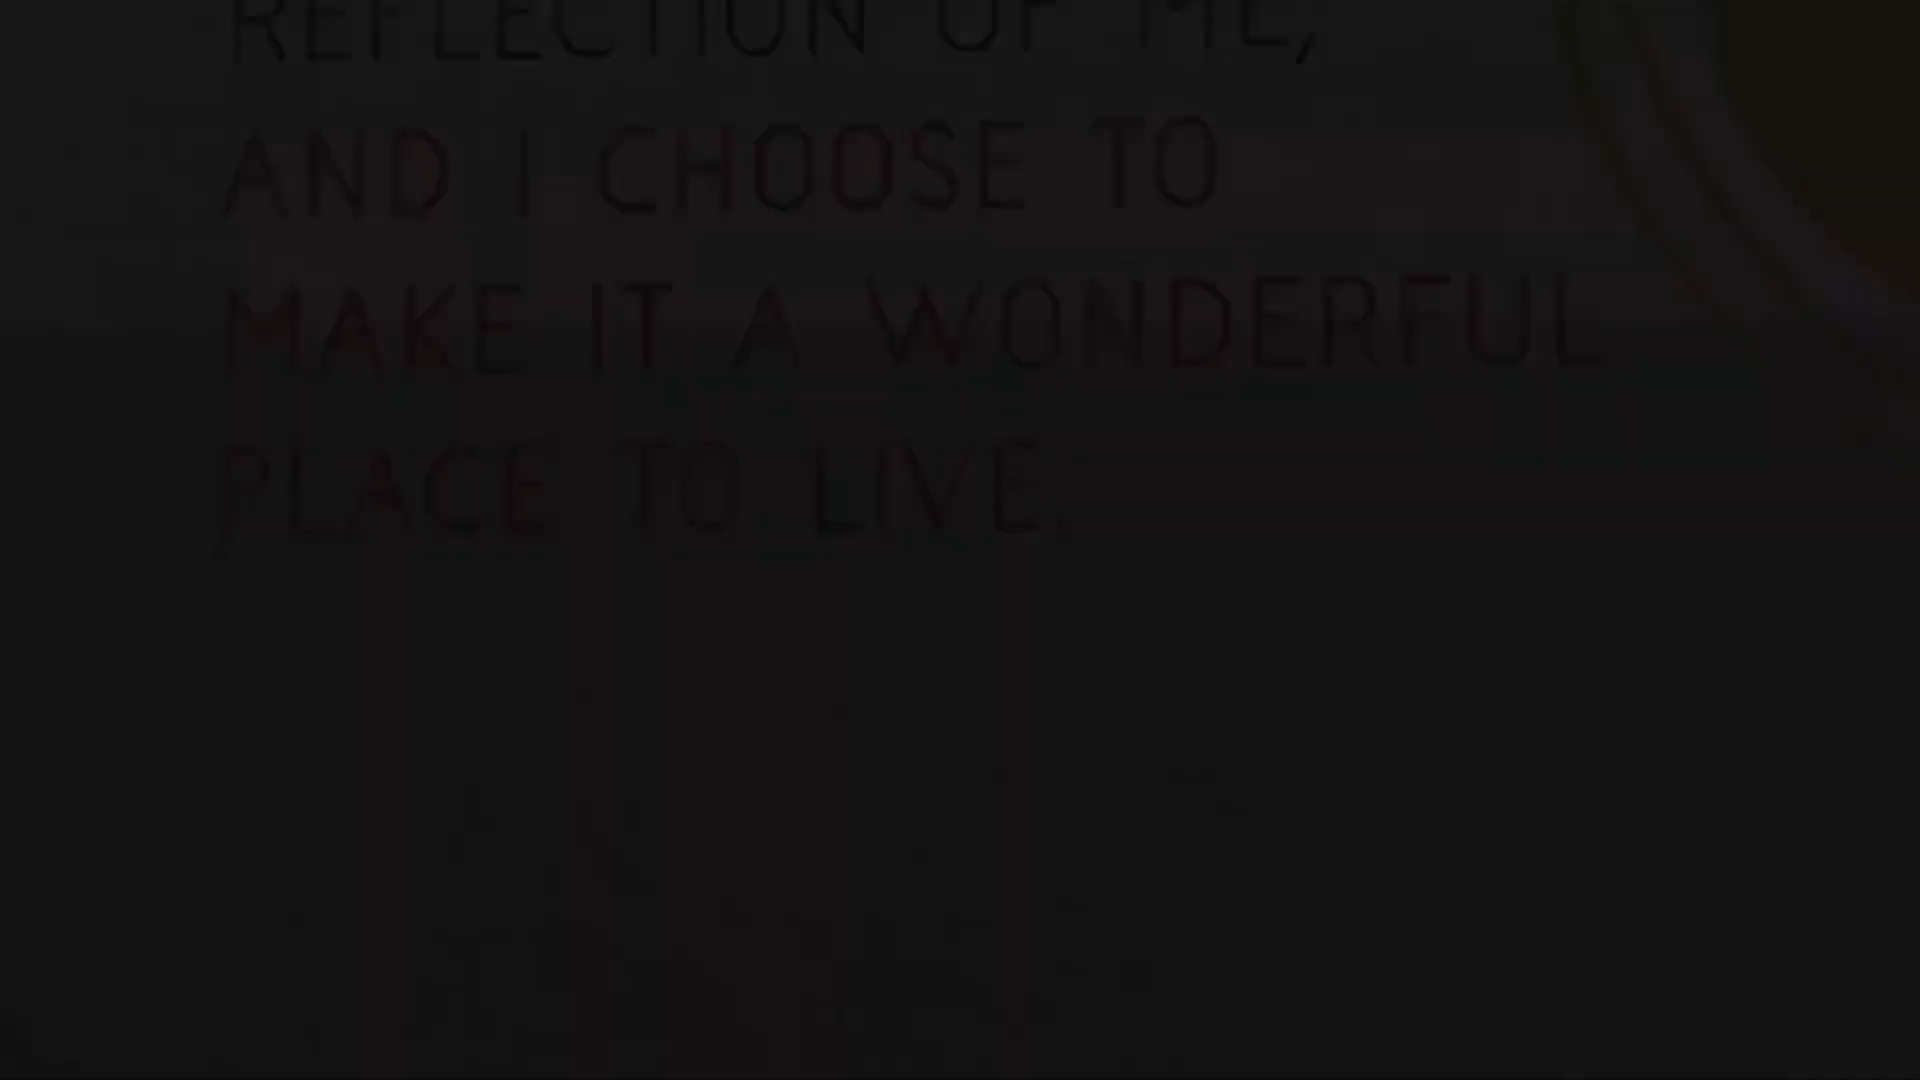 REFLECTION OF ME,
AND I CHOOSE TO
MAKE IT A WONDERFUL
PLACE TO LIVE.